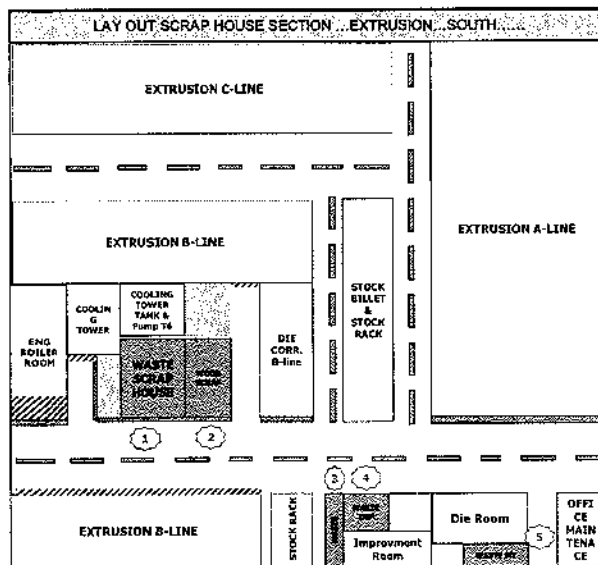 LAY OUT SCRAP HOUSE SECTION ...EXTRUSION...SOUTH......
EXTRUSION C-LINE
EXTRUSION A-LINE
EXTRUSION B-LINE
STOCK
BILLET
&
STOCK
RACK
ENG
BOILER
ROOM
COOLIN
G
TOWER
COOLING
TOWER
TANK &
Pump T6
DIE
CORR.
B-line
WASTE
SCRAP
HOUSE
SCRAP
1
2
3
4
EXTRUSION B-LINE
STOCK RACK
WASTE
Improvment
Room
Die Room
5
OFFI
CE
MAIN
TENA
CE